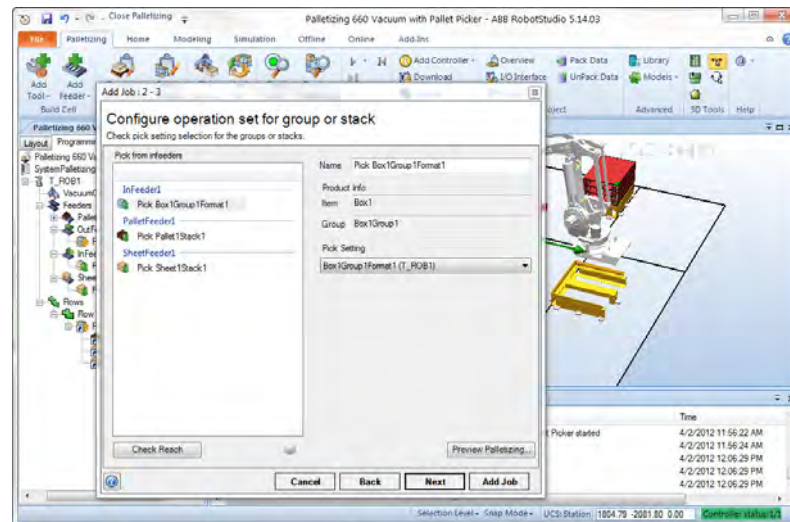 Close Palletizing
Palletizing 660 Vacuum with Pallet Picker - ABB RobotStudio 5.14.03
File Palletizing Home Modeling Simulation Offline Online Add-Ins
Add Controller Overview Pack Data Library
Add Add Download I/O Interface UnPack Data Models
Tool Feeder
Build Cell Advanced 3D Tools Help
Palletizing 660 V
Layout Programme
Palletizing 660 V
SystemPalletizing
T_ROB1
Feeders
Rows
Row
Add Job : 2 - 3
Configure operation set for group or stack
Check pick setting selection for the groups or stacks.
Pick from infeeders
InFeeder1
Pick Box1Group1Format1
PalletFeeder1
Pick Pallet1Stack1
SheetFeeder1
Pick Sheet1Stack1
Name Pick Box1Group1Format1
Product Info
Item Box1
Group Box1Group1
Pick Setting
Box1Group1Format1 (T_ROB1)
Check Reach Preview Palletizing...
Cancel Back Next Add Job
Time
t Picker started 4/2/2012 11:56:22 AM
4/2/2012 11:56:24 AM
4/2/2012 12:06:29 PM
4/2/2012 12:06:29 PM
4/2/2012 12:06:29 PM
Selection Level Snap Mode UCS: Station 1804.79 -2081.80 0.00 Controller status: 1/1